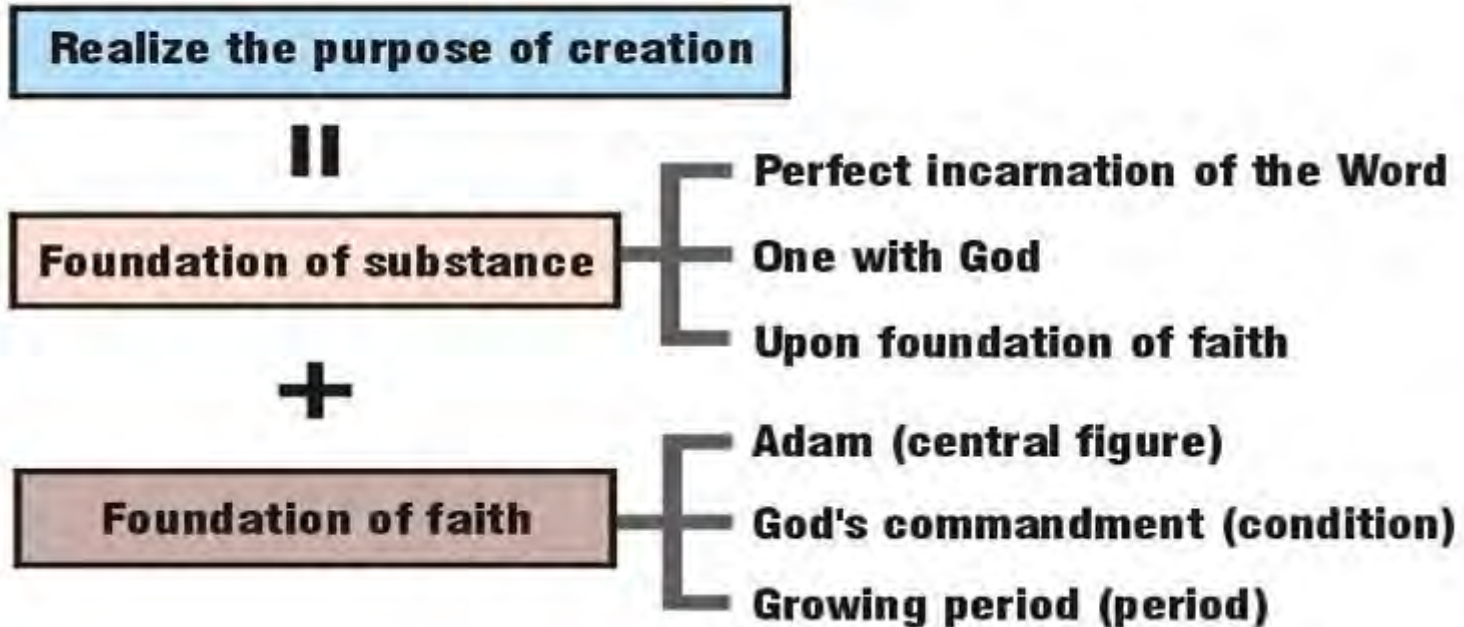 Realize the purpose of creation
=
Foundation of substance
Perfect incarnation of the Word
One with God
Upon foundation of faith
+
Foundation of faith
Adam (central figure)
God's commandment (condition)
Growing period (period)